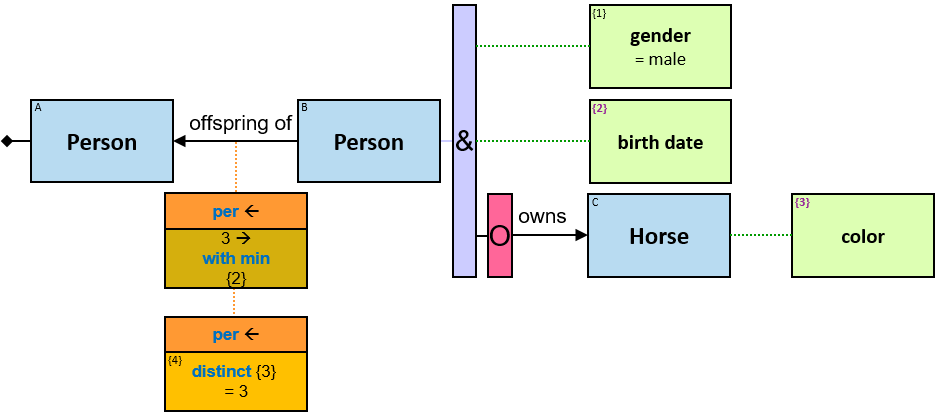 {1}
gender
= male
A
Person
offspring of
B
Person
&
{2}
birth date
per ←
3 →
with min
{2}
O
owns
C
Horse
{3}
color
per ←
{4}
distinct {3}
= 3